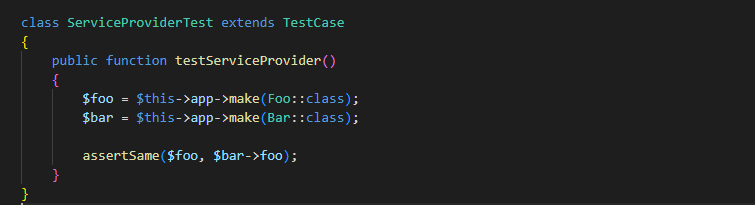 class ServiceProviderTest extends TestCase
{
    public function testServiceProvider()
    {
        $foo = $this->app->make(Foo::class);
        $bar = $this->app->make(Bar::class);

        assertSame($foo, $bar->foo);
    }
}